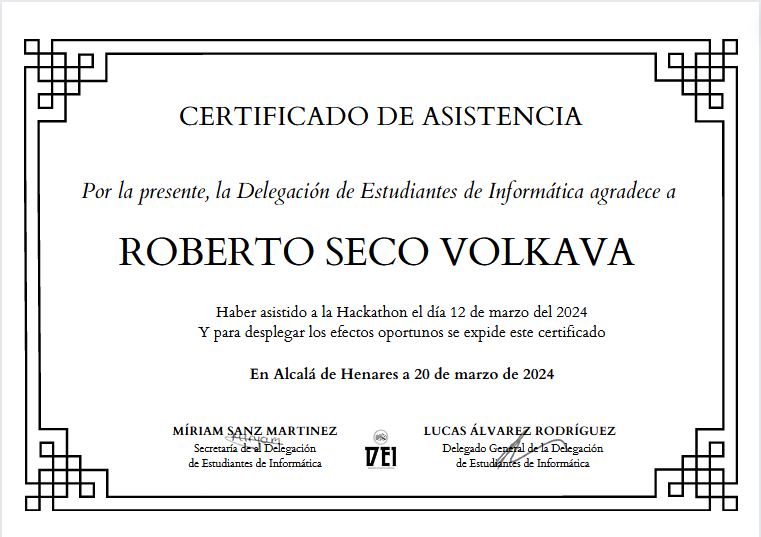 CERTIFICADO DE ASISTENCIA
Por la presente, la Delegación de Estudiantes de Informática agradece a
ROBERTO SECO VOLKAVA
Haber asistido a la Hackathon el día 12 de marzo del 2024
Y para desplegar los efectos oportunos se expide este certificado
En Alcalá de Henares a 20 de marzo de 2024
MÍRIAM SANZ MARTINEZ
Secretaría de al Delegación
de Estudiantes de Informática
DEI
LUCAS ÁLVAREZ RODRÍGUEZ
Delegado General de la Delegación
de Estudiantes de Informática